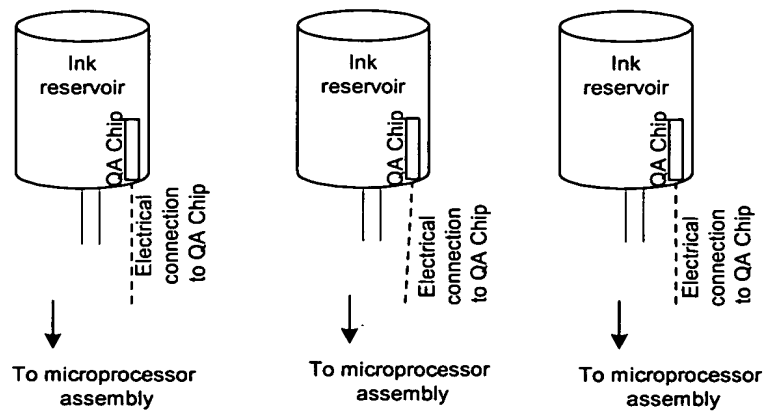 Ink
reservoir
QA Chip
Electrical
connection
to QA Chip
To microprocessor
assembly
Ink
reservoir
QA Chip
Electrical
connection
to QA Chip
To microprocessor
assembly
Ink
reservoir
QA Chip
Electrical
connection
to QA Chip
To microprocessor
assembly